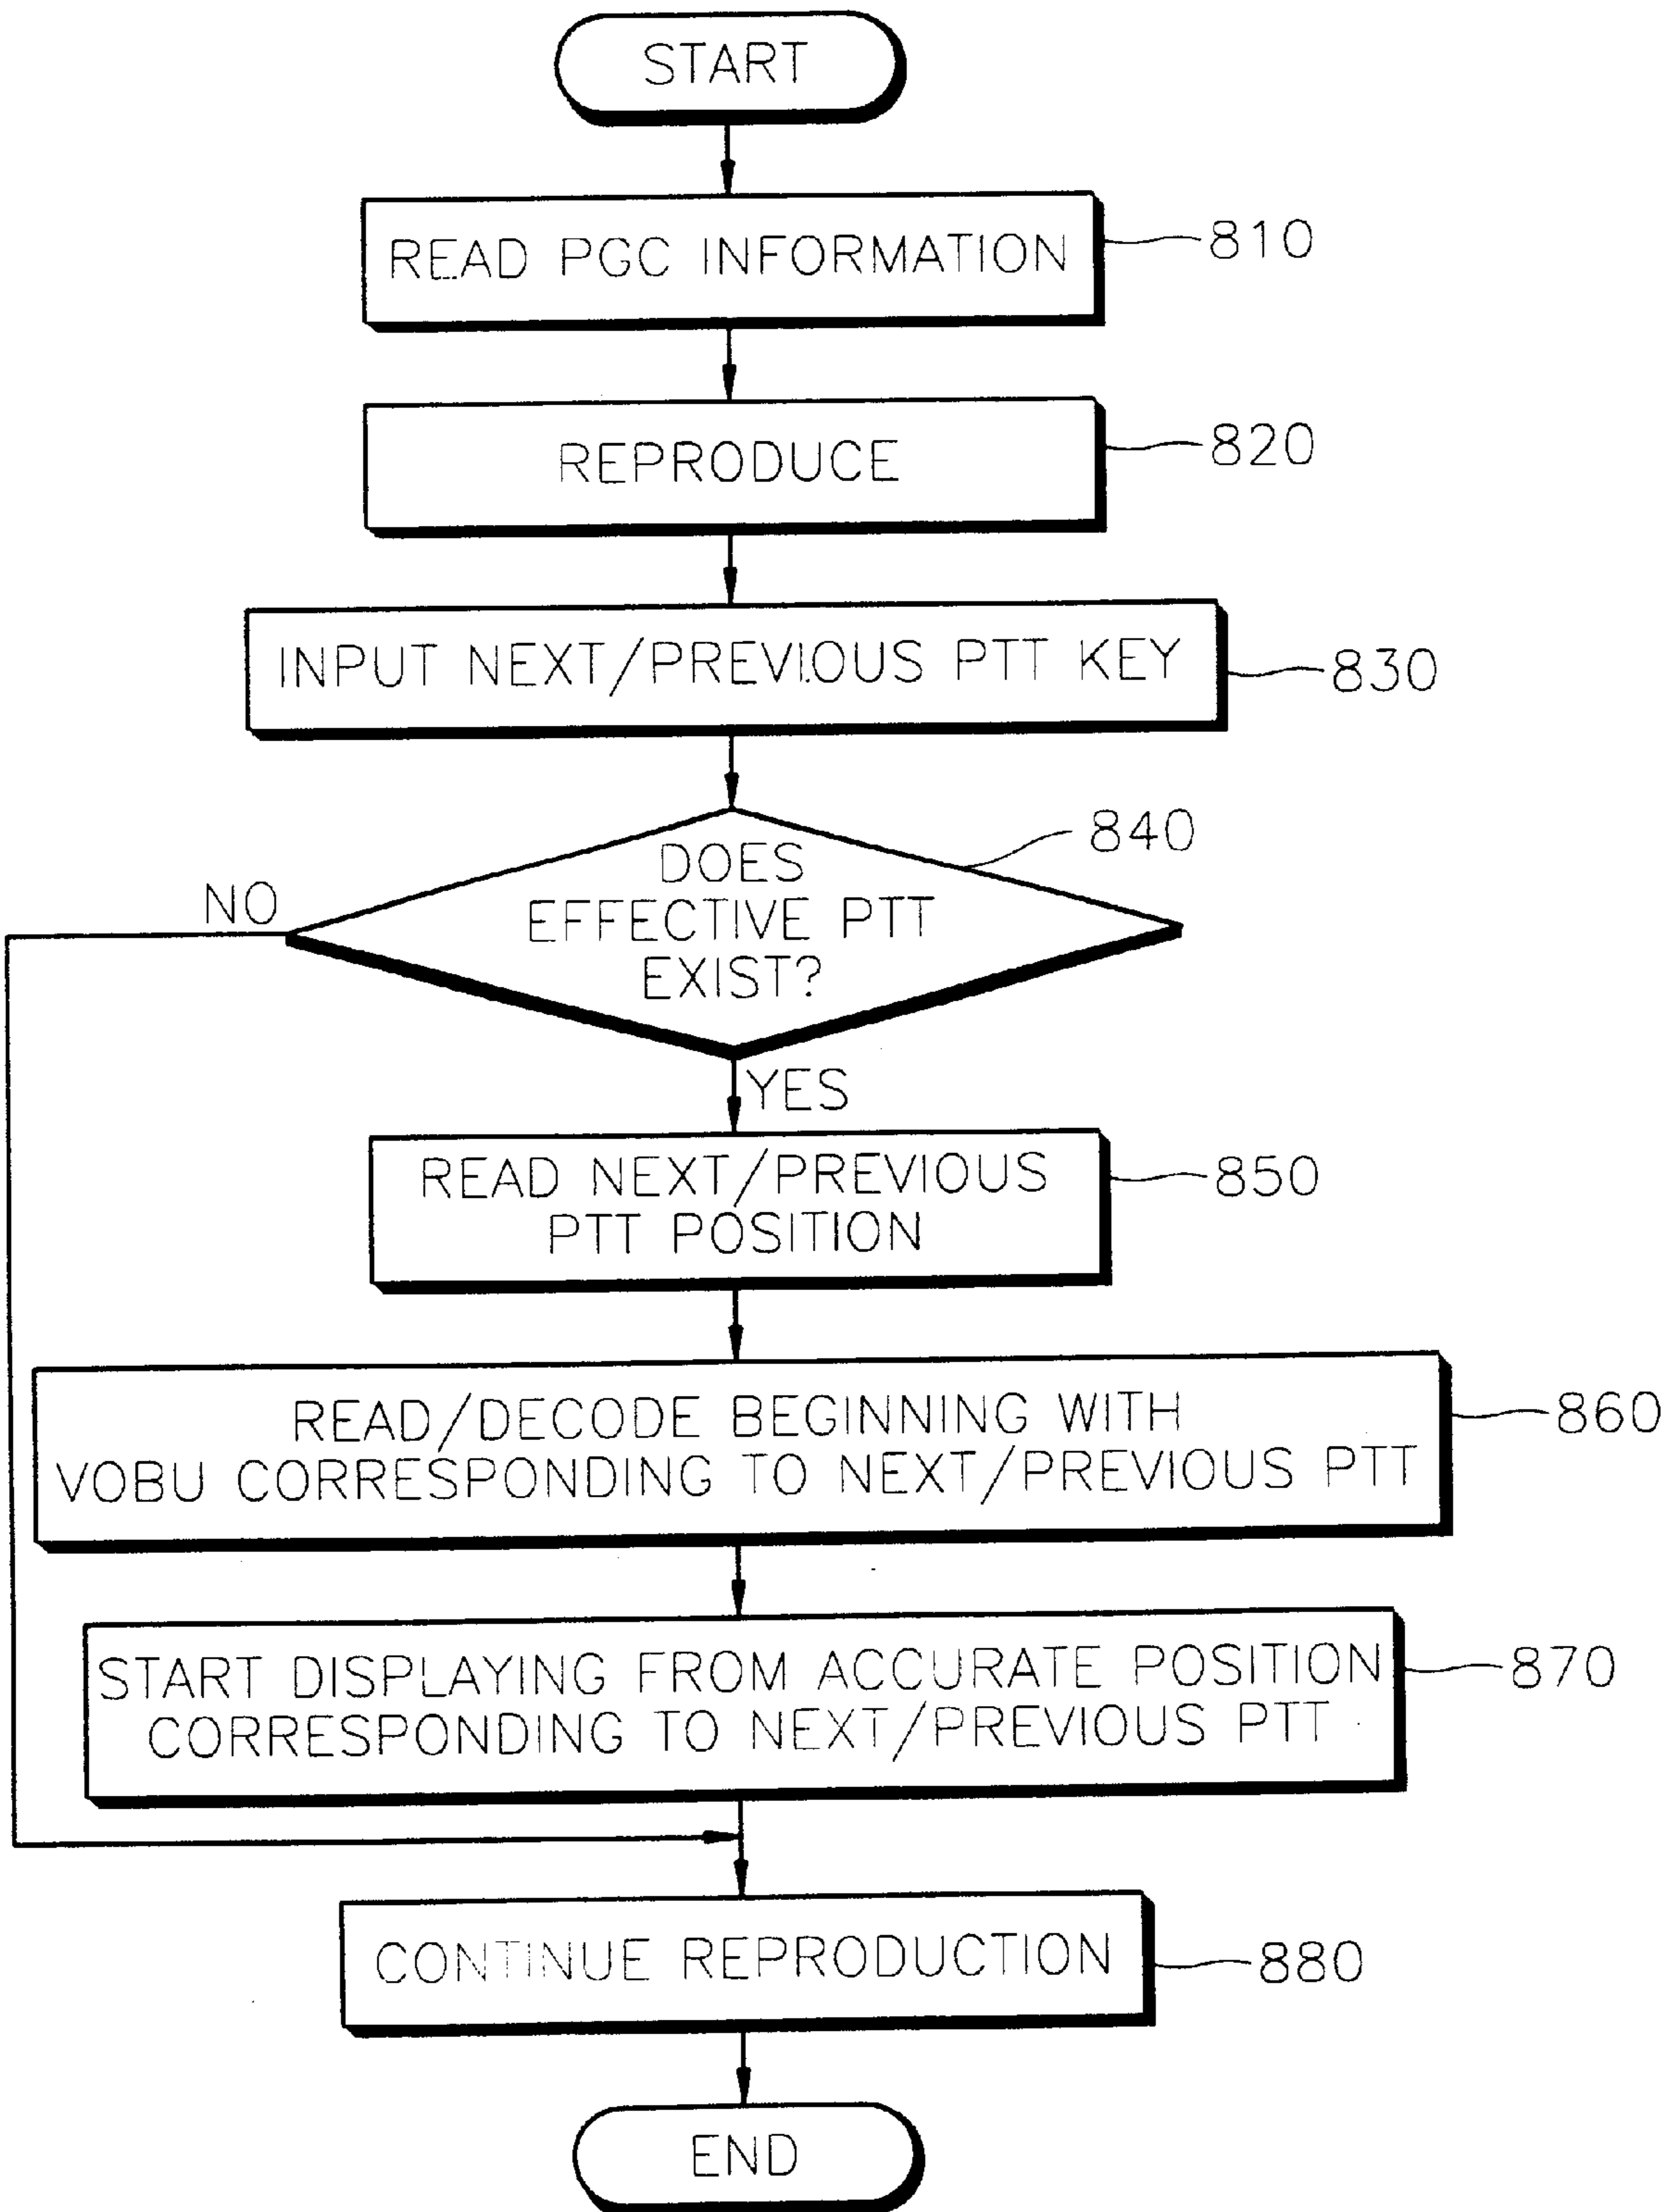 START
READ PGC INFORMATION
810
REPRODUCE
820
INPUT NEXT/PREVIOUS PTT KEY
830
840
DOES
EFFECTIVE PTT
EXIST?
NO
YES
READ NEXT/PREVIOUS
PTT POSITION
850
READ/DECODE BEGINNING WITH
VOBU CORRESPONDING TO NEXT/PREVIOUS PTT
860
START DISPLAYING FROM ACCURATE POSITION
CORRESPONDING TO NEXT/PREVIOUS PTT
870
CONTINUE REPRODUCTION
880
END